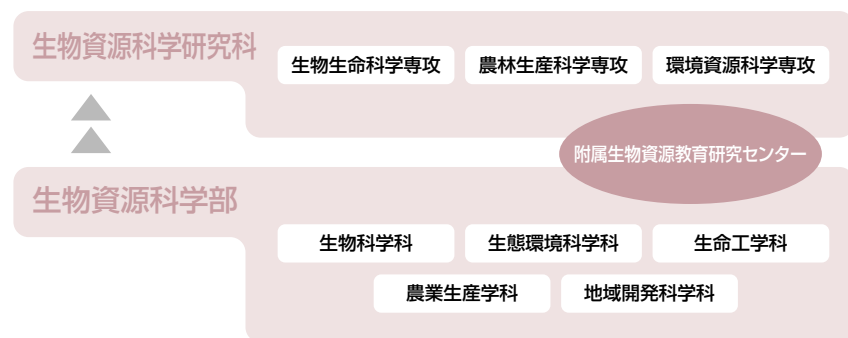 生物資源科学研究科
生物生命科学専攻
農林生産科学専攻
環境資源科学専攻
附属生物資源教育研究センター
生物資源科学部
生物科学科
生態環境科学科
生命工学科
農業生産学科
地域開発科学科